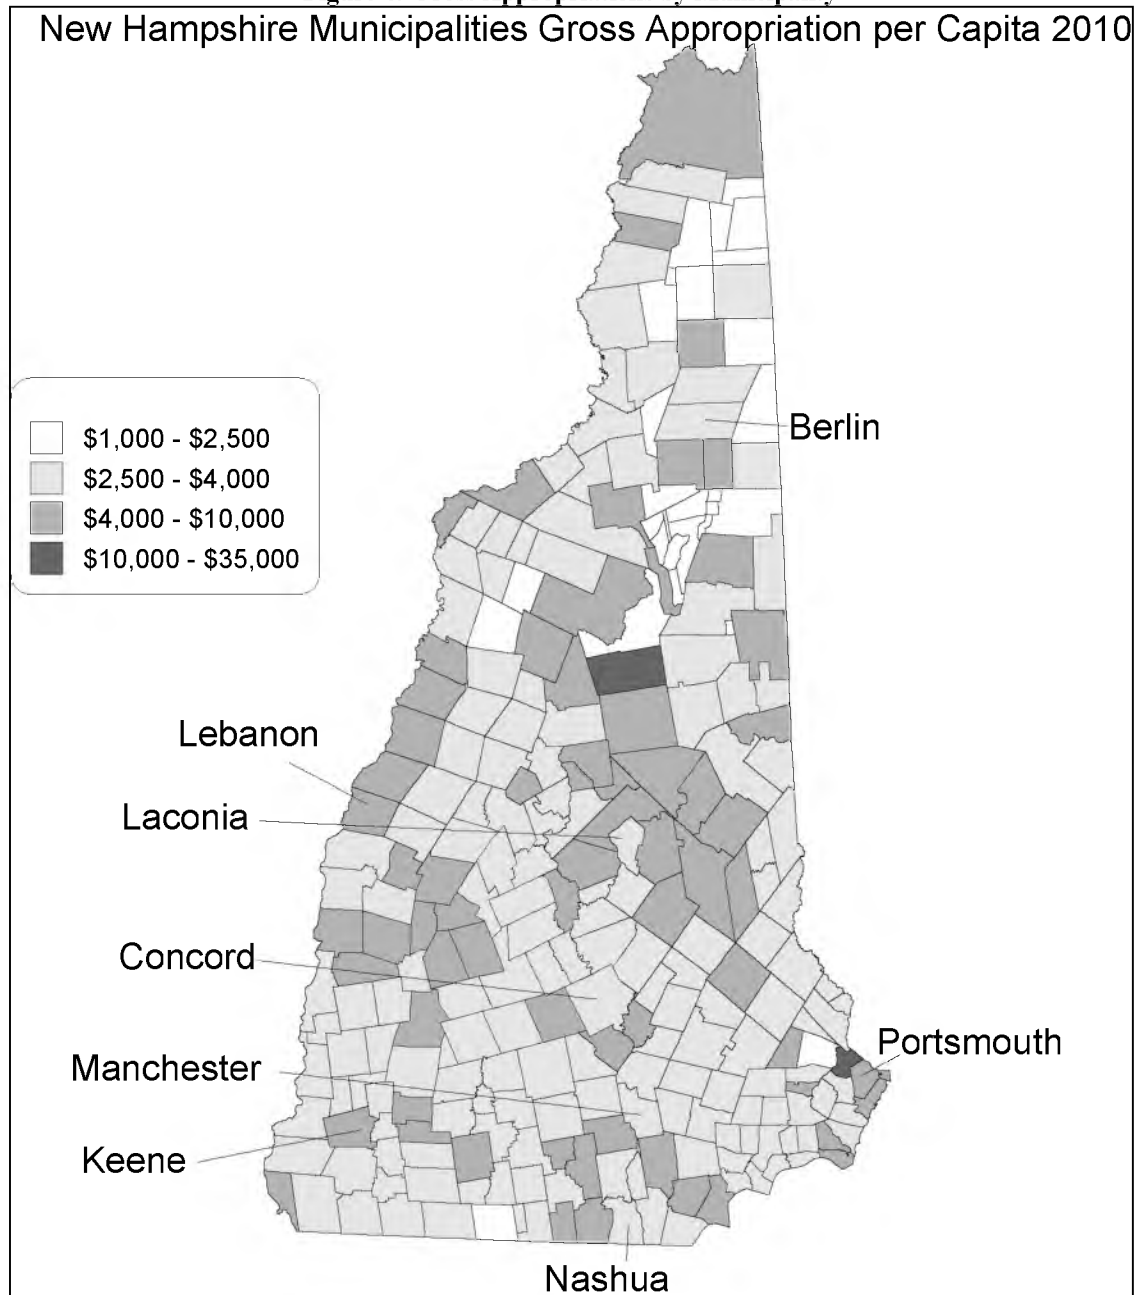 New Hampshire Municipalities Gross Appropriation per Capita 2010
$1,000 - $2,500
$2,500 - $4,000
$4,000 - $10,000
$10,000 - $35,000
Berlin
Lebanon
Laconia
Concord
Portsmouth
Manchester
Keene
Nashua